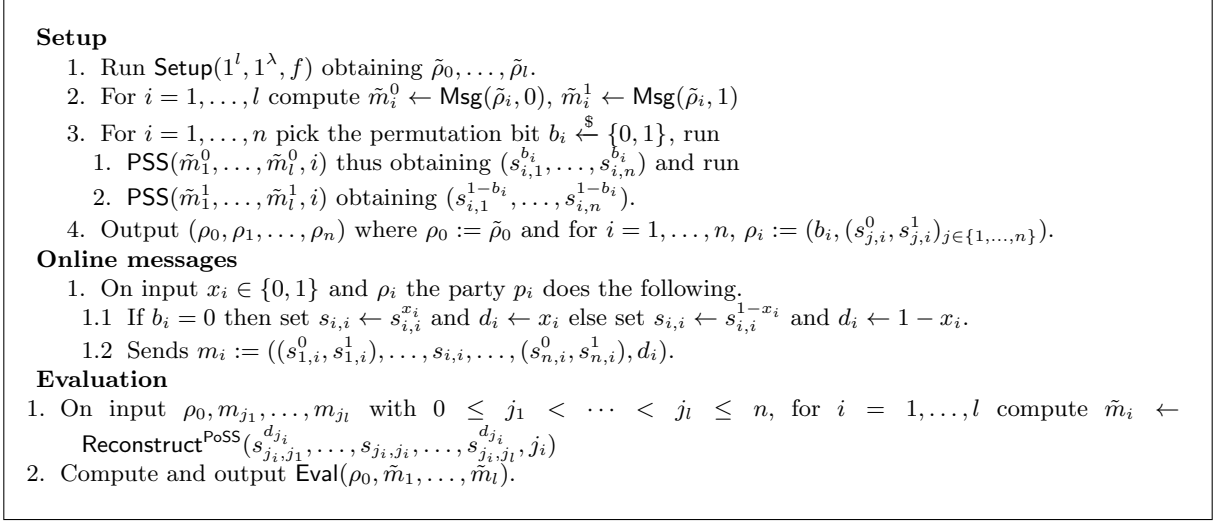 Setup
1. Run Setup(1^l, 1^λ, f) obtaining ρ̃_0, …, ρ̃_l.
2. For i = 1, …, l compute m̃_i^0 ← Msg(ρ̃_i, 0), m̃_i^1 ← Msg(ρ̃_i, 1)
3. For i = 1, …, n pick the permutation bit b_i ←^$ {0, 1}, run
1. PSS(m̃_1^0, …, m̃_l^0, i) thus obtaining (s_{i,1}^{b_i}, …, s_{i,n}^{b_i}) and run
2. PSS(m̃_1^1, …, m̃_l^1, i) obtaining (s_{i,1}^{1−b_i}, …, s_{i,n}^{1−b_i}).
4. Output (ρ_0, ρ_1, …, ρ_n) where ρ_0 := ρ̃_0 and for i = 1, …, n, ρ_i := (b_i, (s_{j,i}^0, s_{j,i}^1)_{j∈{1,…,n}}).
Online messages
1. On input x_i ∈ {0, 1} and ρ_i the party p_i does the following.
1.1 If b_i = 0 then set s_{i,i} ← s_{i,i}^{x_i} and d_i ← x_i else set s_{i,i} ← s_{i,i}^{1−x_i} and d_i ← 1 − x_i.
1.2 Sends m_i := ((s_{1,i}^0, s_{1,i}^1), …, s_{i,i}, …, (s_{n,i}^0, s_{n,i}^1), d_i).
Evaluation
1. On input ρ_0, m_{j_1}, …, m_{j_l} with 0 ≤ j_1 < ⋯ < j_l ≤ n, for i = 1, …, l compute m̃_i ←
Reconstruct^{PoSS}(s_{j_i,j_1}^{d_{j_i}}, …, s_{j_i,j_i}, …, s_{j_i,j_l}^{d_{j_i}}, j_i)
2. Compute and output Eval(ρ_0, m̃_1, …, m̃_l).